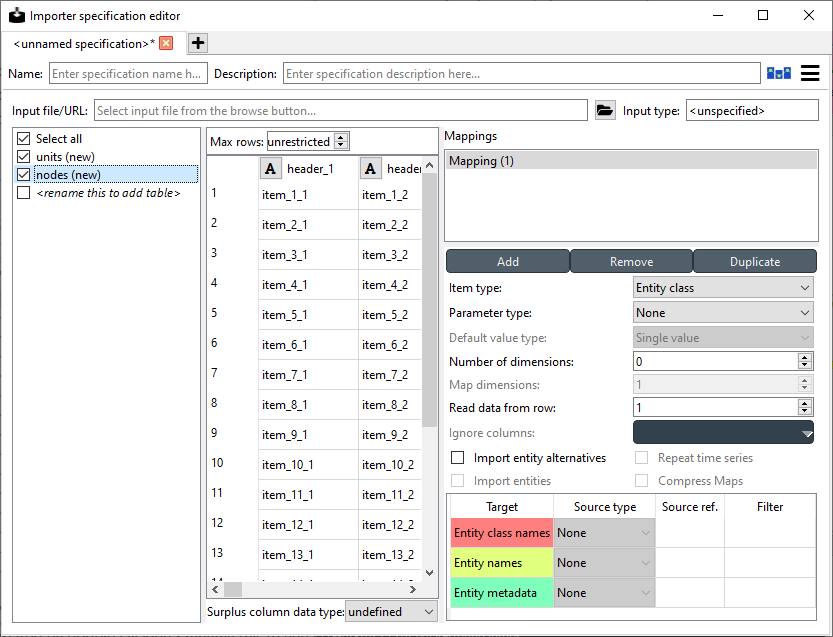 Importer specification editor
<unnamed specification>*
Name: Enter specification name h... Description: Enter specification description here...
Input file/URL: Select input file from the browse button... Input type: <unspecified>
Select all
units (new)
nodes (new)
<rename this to add table>
Max rows: unrestricted
A header_1 A header
1 item_1_1 item_1_2
2 item_2_1 item_2_2
3 item_3_1 item_3_2
4 item_4_1 item_4_2
5 item_5_1 item_5_2
6 item_6_1 item_6_2
7 item_7_1 item_7_2
8 item_8_1 item_8_2
9 item_9_1 item_9_2
10 item_10_1 item_10_2
11 item_11_1 item_11_2
12 item_12_1 item_12_2
13 item_13_1 item_13_2
Surplus column data type: undefined
Mappings
Mapping (1)
Add Remove Duplicate
Item type: Entity class
Parameter type: None
Default value type: Single value
Number of dimensions: 0
Map dimensions: 1
Read data from row: 1
Ignore columns:
Import entity alternatives Repeat time series
Import entities Compress Maps
Target Source type Source ref. Filter
Entity class names None
Entity names None
Entity metadata None